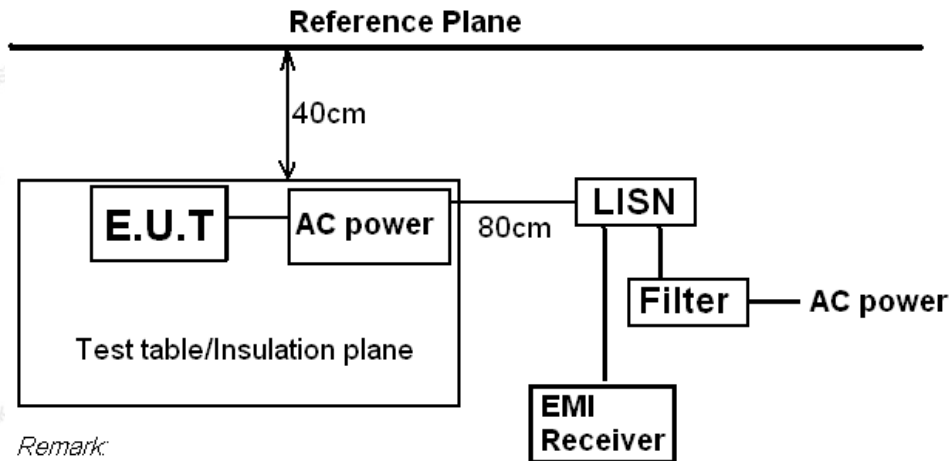 Reference Plane
40cm
E.U.T
AC power
80cm
LISN
Filter
AC power
Test table/Insulation plane
EMI
Receiver
Remark: